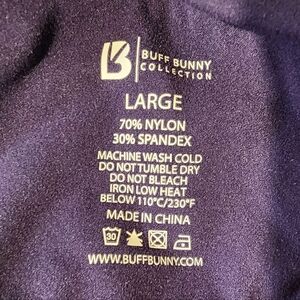 BUFF BUNNY
COLLECTION
LARGE
70% NYLON
30% SPANDEX
MACHINE WASH COLD
DO NOT TUMBLE DRY
DO NOT BLEACH
IRON LOW HEAT
BELOW 110°C/230°F
MADE IN CHINA
30
WWW.BUFFBUNNY.COM